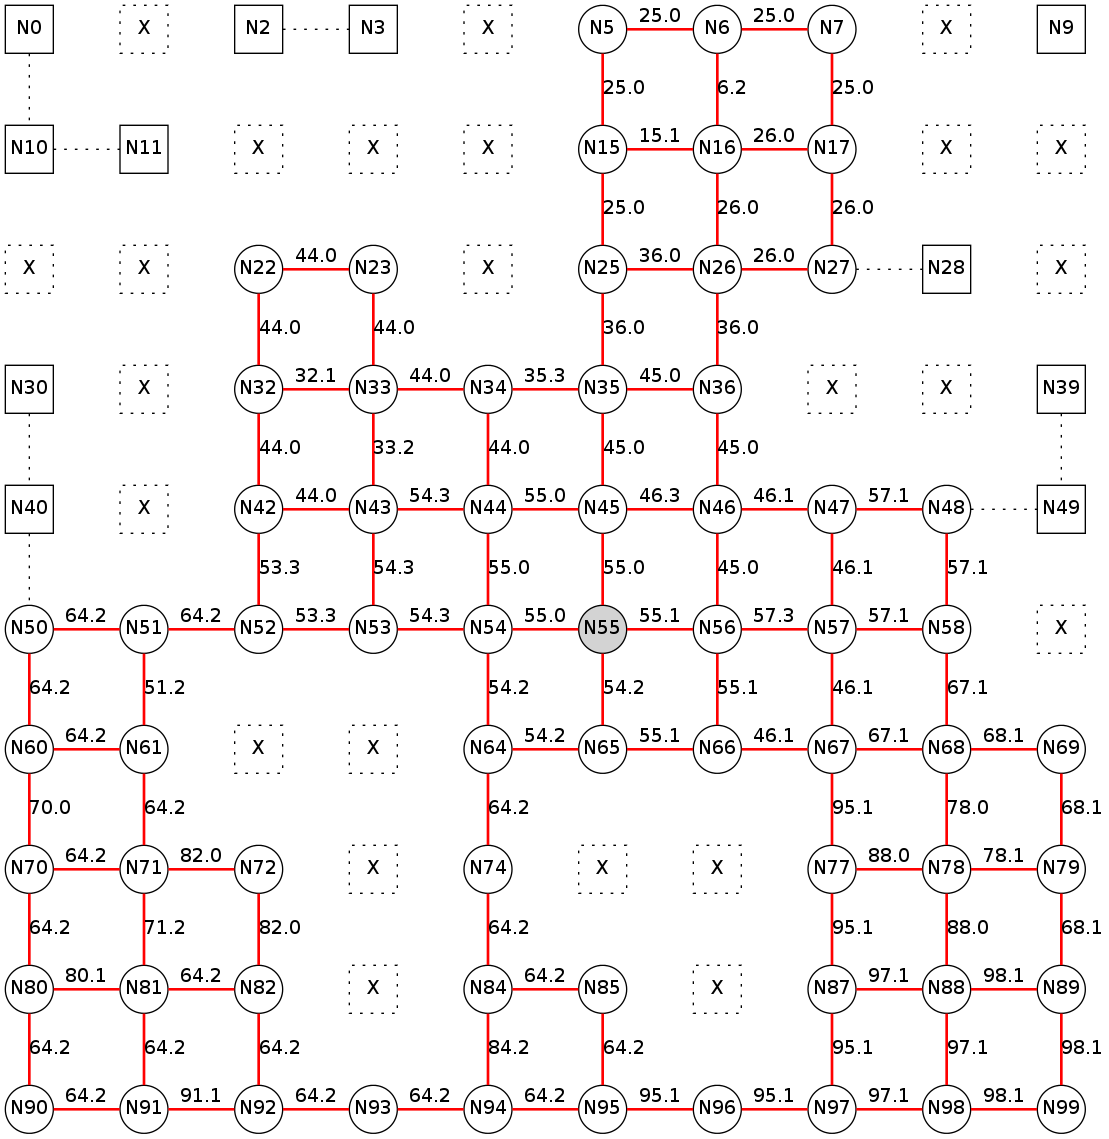 25.0 25.0
N0 X N2 N3 X N5 N6 N7 X N9
25.0 6.2 25.0
15.1 26.0
N10 N11 X X X N15 N16 N17 X X
25.0 26.0 26.0
44.0 36.0 26.0
X X N22 N23 X N25 N26 N27 N28 X
44.0 44.0 36.0 36.0
32.1 44.0 35.3 45.0
N30 X N32 N33 N34 N35 N36 X X N39
44.0 33.2 44.0 45.0 45.0
44.0 54.3 55.0 46.3 46.1 57.1
N40 X N42 N43 N44 N45 N46 N47 N48 N49
53.3 54.3 55.0 55.0 45.0 46.1 57.1
64.2 64.2 53.3 54.3 55.0 55.1 57.3 57.1
N50 N51 N52 N53 N54 N55 N56 N57 N58 X
64.2 51.2 54.2 54.2 55.1 46.1 67.1
64.2 54.2 55.1 46.1 67.1 68.1
N60 N61 X X N64 N65 N66 N67 N68 N69
70.0 64.2 64.2 95.1 78.0 68.1
64.2 82.0 88.0 78.1
N70 N71 N72 X N74 X X N77 N78 N79
64.2 71.2 82.0 64.2 95.1 88.0 68.1
80.1 64.2 64.2 97.1 98.1
N80 N81 N82 X N84 N85 X N87 N88 N89
64.2 64.2 64.2 84.2 64.2 95.1 97.1 98.1
64.2 91.1 64.2 64.2 64.2 95.1 95.1 97.1 98.1
N90 N91 N92 N93 N94 N95 N96 N97 N98 N99